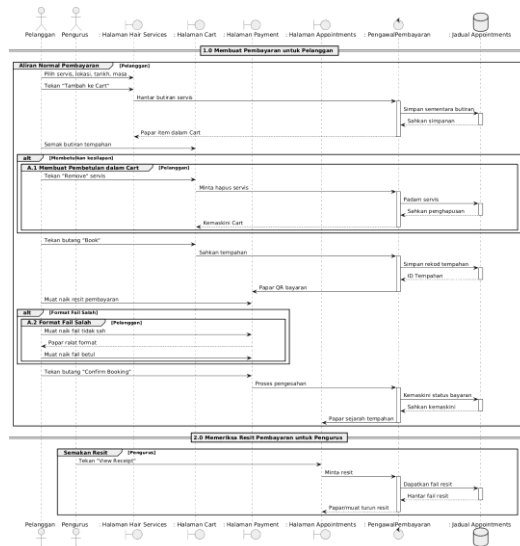 Pelanggan Pengurus : Halaman Hair Services : Halaman Cart : Halaman Payment : Halaman Appointments : PengawalPembayaran : Jadual Appointments
1.0 Membuat Pembayaran untuk Pelanggan
Aliran Normal Pembayaran [Pelanggan]
Pilih servis, lokasi, tarikh, masa
Tekan "Tambah ke Cart"
Hantar butiran servis
Simpan sementara butiran
Sahkan simpanan
Papar item dalam Cart
Semak butiran tempahan
alt [Membetulkan kesilapan]
A.1 Membuat Pembetulan dalam Cart [Pelanggan]
Tekan "Remove" servis
Minta hapus servis
Padam servis
Sahkan penghapusan
Kemaskini Cart
Tekan butang "Book"
Sahkan tempahan
Simpan rekod tempahan
ID Tempahan
Papar QR bayaran
Muat naik resit pembayaran
alt [Format Fail Salah]
A.2 Format Fail Salah [Pelanggan]
Muat naik fail tidak sah
Papar ralat format
Muat naik fail betul
Tekan butang "Confirm Booking"
Proses pengesahan
Kemaskini status bayaran
Sahkan kemaskini
Papar sejarah tempahan
2.0 Memeriksa Resit Pembayaran untuk Pengurus
Semakan Resit [Pengurus]
Tekan "View Receipt"
Minta resit
Dapatkan fail resit
Hantar fail resit
Papar/muat turun resit
Pelanggan Pengurus : Halaman Hair Services : Halaman Cart : Halaman Payment : Halaman Appointments : PengawalPembayaran : Jadual Appointments